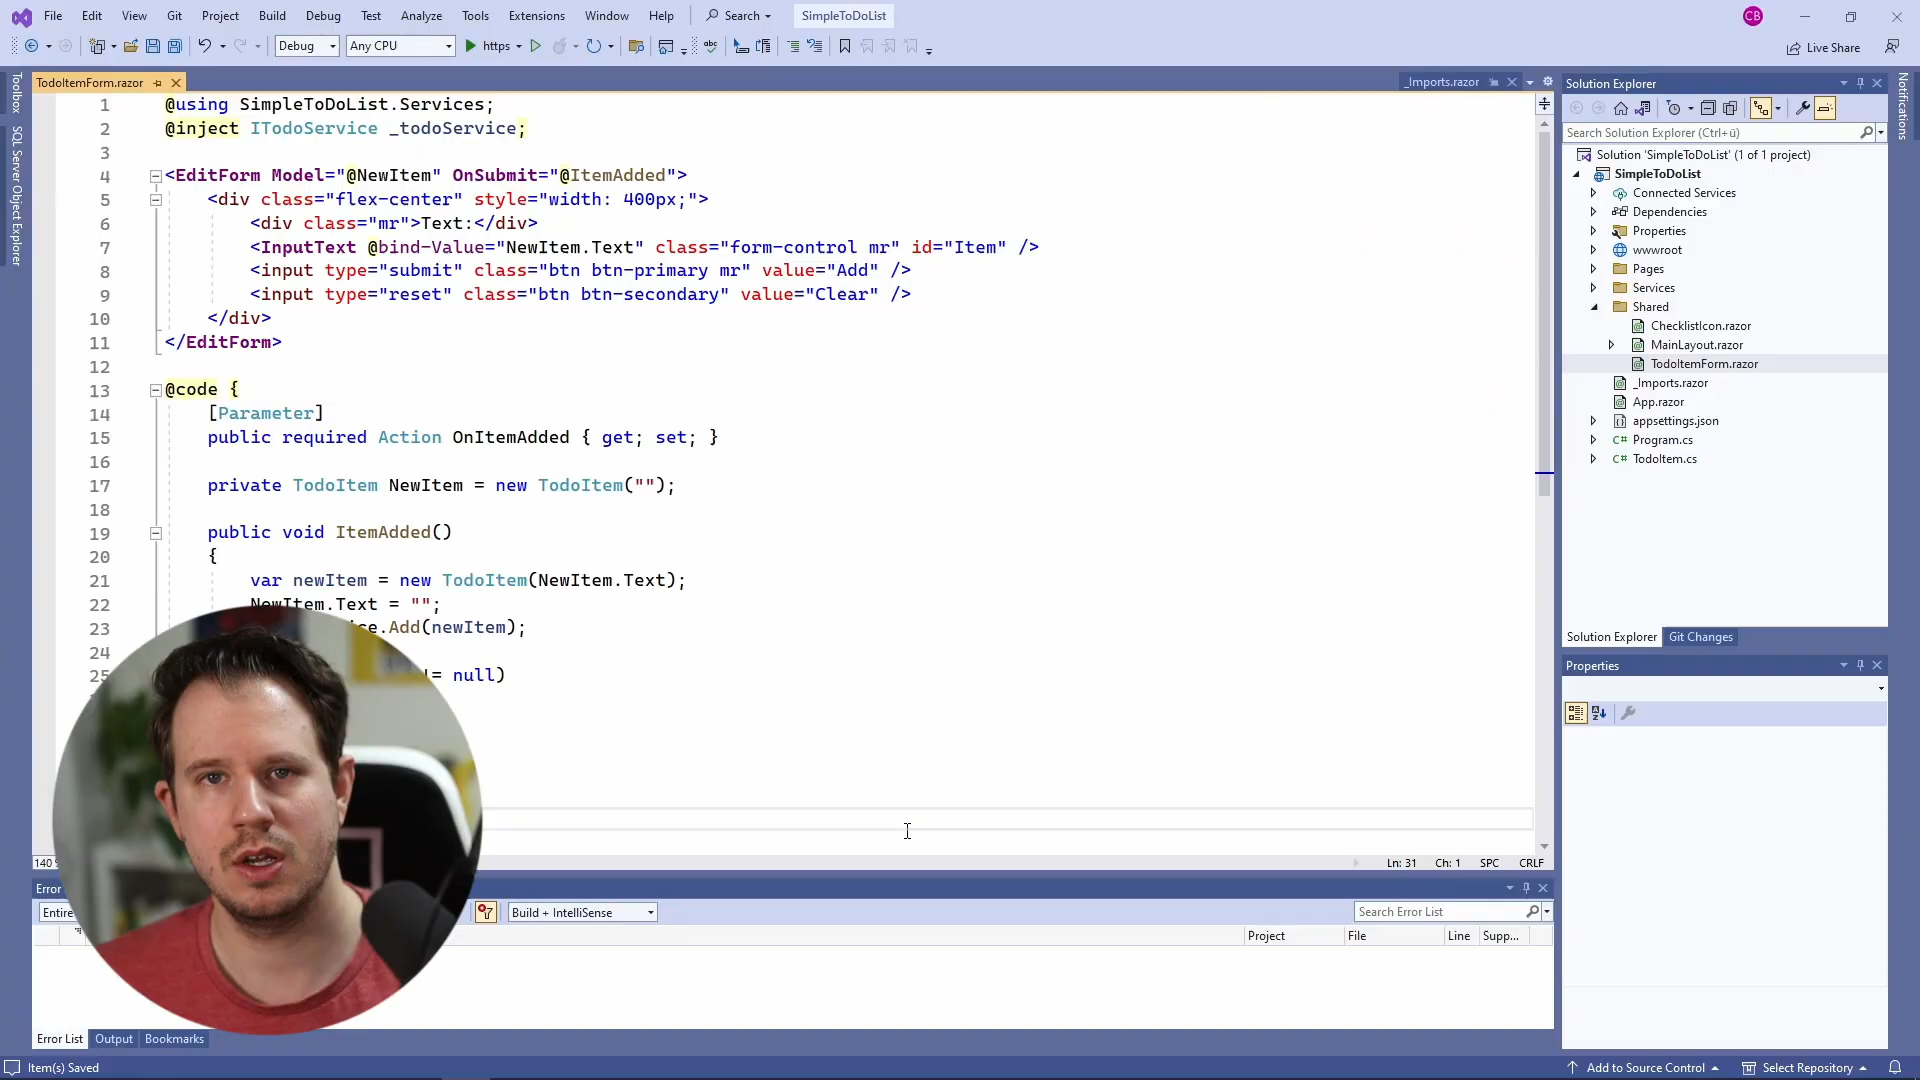 File Edit View Git Project Build Debug Test Analyze Tools Extensions Window Help Search SimpleToDoList CB
Debug Any CPU https Live Share
TodoItemForm.razor _Imports.razor
Toolbox
SQL Server Object Explorer
Notifications
1 @using SimpleToDoList.Services;
2 @inject ITodoService _todoService;
3
4 <EditForm Model="@NewItem" OnSubmit="@ItemAdded">
5 <div class="flex-center" style="width: 400px;">
6 <div class="mr">Text:</div>
7 <InputText @bind-Value="NewItem.Text" class="form-control mr" id="Item" />
8 <input type="submit" class="btn btn-primary mr" value="Add" />
9 <input type="reset" class="btn btn-secondary" value="Clear" />
10 </div>
11 </EditForm>
12
13 @code {
14 [Parameter]
15 public required Action OnItemAdded { get; set; }
16
17 private TodoItem NewItem = new TodoItem("");
18
19 public void ItemAdded()
20 {
21 var newItem = new TodoItem(NewItem.Text);
22 NewItem.Text = "";
23 .Add(newItem);
24
25 != null)
140 Ln: 31 Ch: 1 SPC CRLF
Error
Entire Build + IntelliSense Search Error List
Project File Line Supp...
Error List Output Bookmarks
Solution Explorer
Search Solution Explorer (Ctrl+ü)
Solution 'SimpleToDoList' (1 of 1 project)
SimpleToDoList
Connected Services
Dependencies
Properties
wwwroot
Pages
Services
Shared
ChecklistIcon.razor
MainLayout.razor
TodoItemForm.razor
_Imports.razor
App.razor
appsettings.json
C# Program.cs
C# TodoItem.cs
Solution Explorer Git Changes
Properties
Item(s) Saved Add to Source Control Select Repository